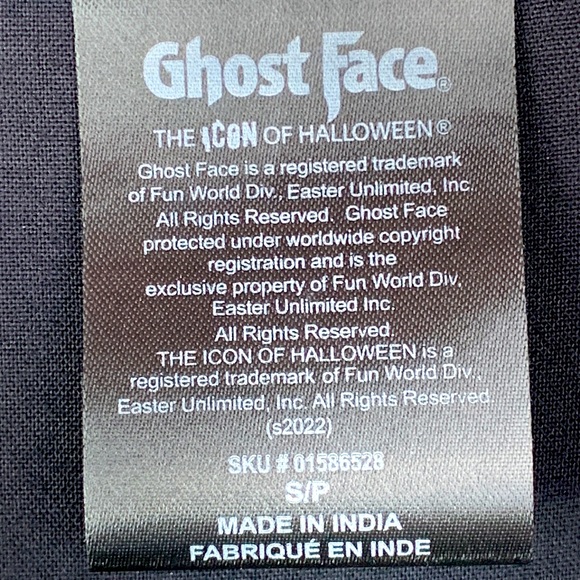 Ghost Face®
THE ICON OF HALLOWEEN®
Ghost Face is a registered trademark
of Fun World Div., Easter Unlimited, Inc.
All Rights Reserved. Ghost Face
protected under worldwide copyright
registration and is the
exclusive property of Fun World Div,
Easter Unlimited Inc.
All Rights Reserved.
THE ICON OF HALLOWEEN is a
registered trademark of Fun World Div.,
Easter Unlimited, Inc. All Rights Reserved
(s2022)
SKU # 01586528
S/P
MADE IN INDIA
FABRIQUÉ EN INDE